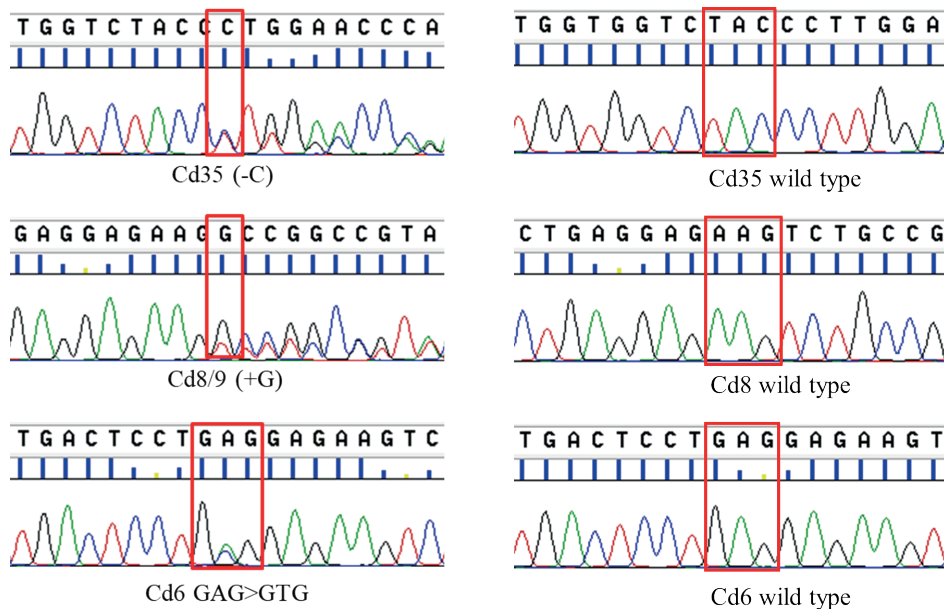 TGGTCTACCCTGGAACCCA
Cd35 (-C)
TGGTGGTCTACCCTTGGA
Cd35 wild type
GAGGAGAAGGCCGGCCGTA
Cd8/9 (+G)
CTGAGGAGAAGTCTGCCG
Cd8 wild type
TGACTCCTGAGGAGAAGTC
Cd6 GAG>GTG
TGACTCCTGAGGAGAAGT
Cd6 wild type